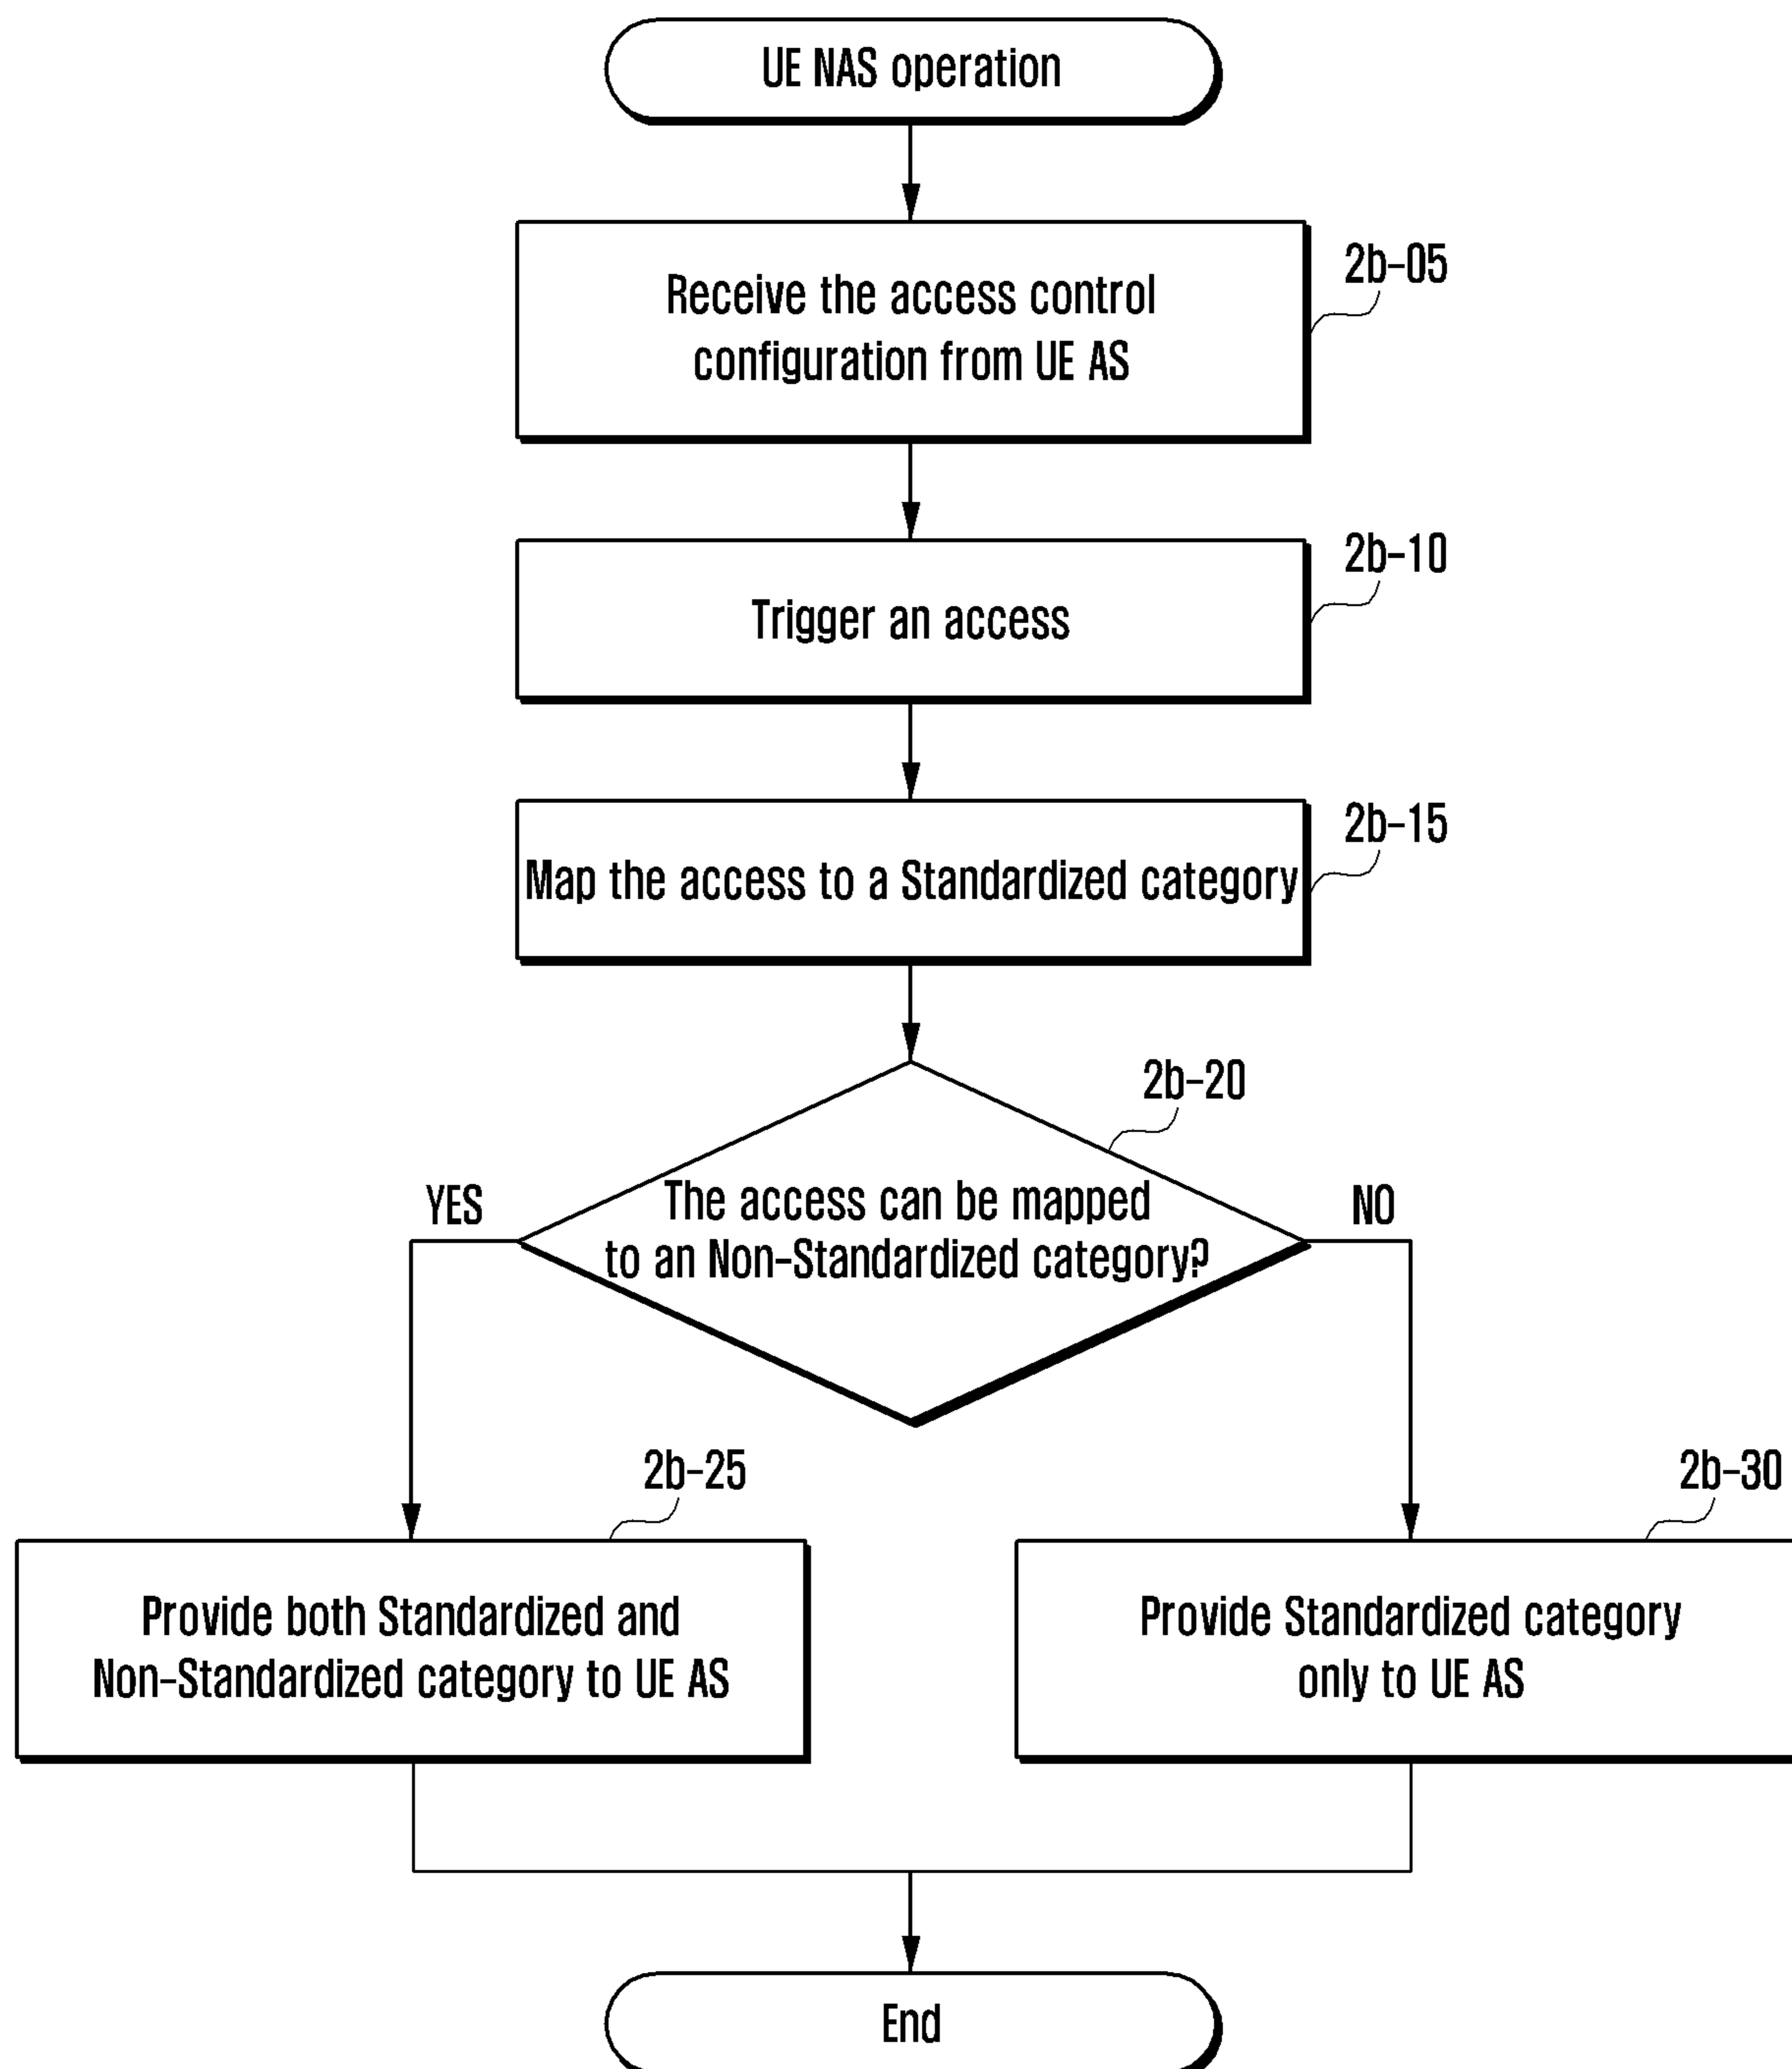 UE NAS operation
Receive the access control
configuration from UE AS
2b-05
Trigger an access
2b-10
Map the access to a Standardized category
2b-15
The access can be mapped
to an Non-Standardized category?
2b-20
YES
NO
Provide both Standardized and
Non-Standardized category to UE AS
2b-25
Provide Standardized category
only to UE AS
2b-30
End